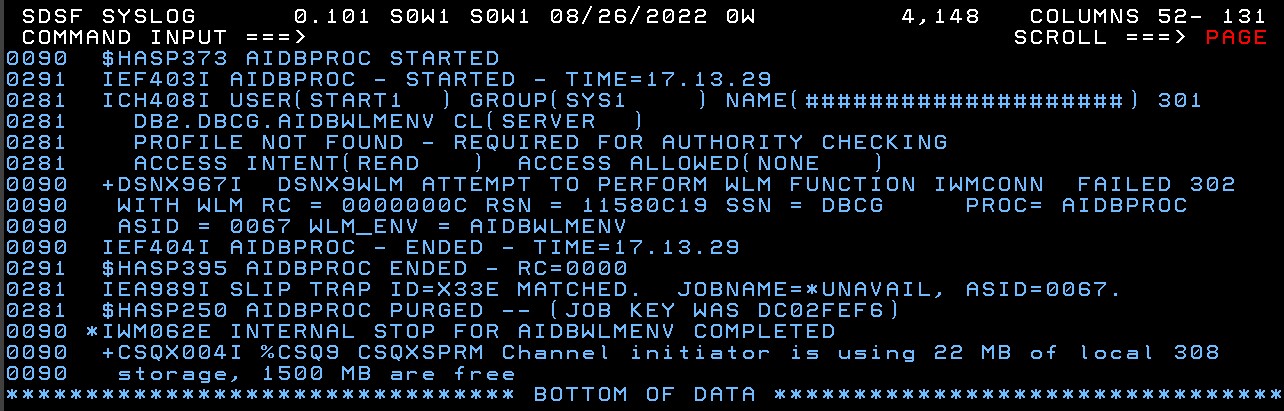 SDSF SYSLOG      0.101 S0W1 S0W1 08/26/2022 0W         4,148   COLUMNS 52- 131
COMMAND INPUT ===>                                            SCROLL ===> PAGE
0090  $HASP373 AIDBPROC STARTED
0291  IEF403I AIDBPROC - STARTED - TIME=17.13.29
0281  ICH408I USER(START1  ) GROUP(SYS1    ) NAME(####################) 301
0281    DB2.DBCG.AIDBWLMENV CL(SERVER  )
0281    PROFILE NOT FOUND - REQUIRED FOR AUTHORITY CHECKING
0281    ACCESS INTENT(READ   )  ACCESS ALLOWED(NONE   )
0090  +DSNX967I  DSNX9WLM ATTEMPT TO PERFORM WLM FUNCTION IWMCONN  FAILED 302
0090   WITH WLM RC = 0000000C RSN = 11580C19 SSN = DBCG     PROC= AIDBPROC
0090   ASID = 0067 WLM_ENV = AIDBWLMENV
0090  IEF404I AIDBPROC - ENDED - TIME=17.13.29
0291  $HASP395 AIDBPROC ENDED - RC=0000
0281  IEA989I SLIP TRAP ID=X33E MATCHED.  JOBNAME=*UNAVAIL, ASID=0067.
0281  $HASP250 AIDBPROC PURGED -- (JOB KEY WAS DC02FEF6)
0090 *IWM062E INTERNAL STOP FOR AIDBWLMENV COMPLETED
0090  +CSQX004I %CSQ9 CSQXSPRM Channel initiator is using 22 MB of local 308
0090   storage, 1500 MB are free
******************************** BOTTOM OF DATA ********************************